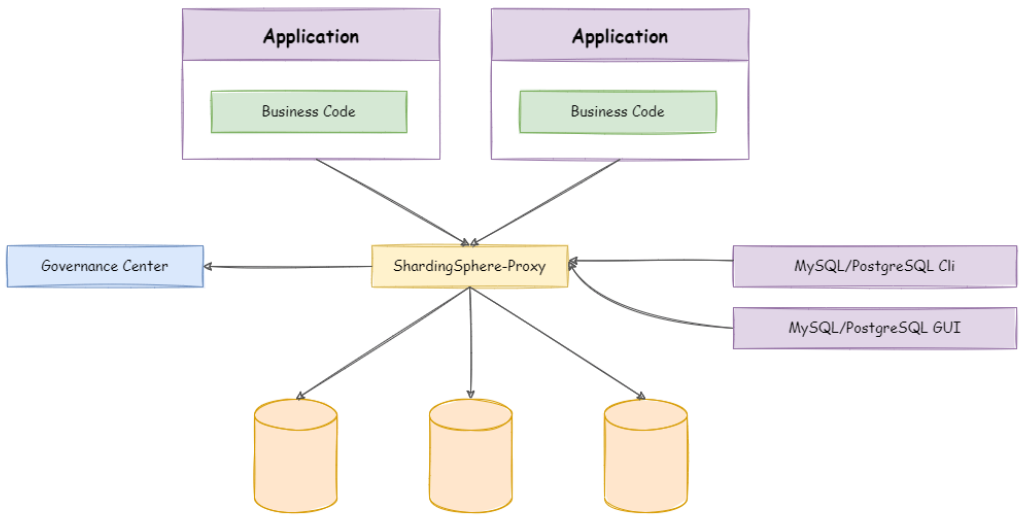 Application
Application
Business Code
Business Code
Governance Center
ShardingSphere-Proxy
MySQL/PostgreSQL Cli
MySQL/PostgreSQL GUI